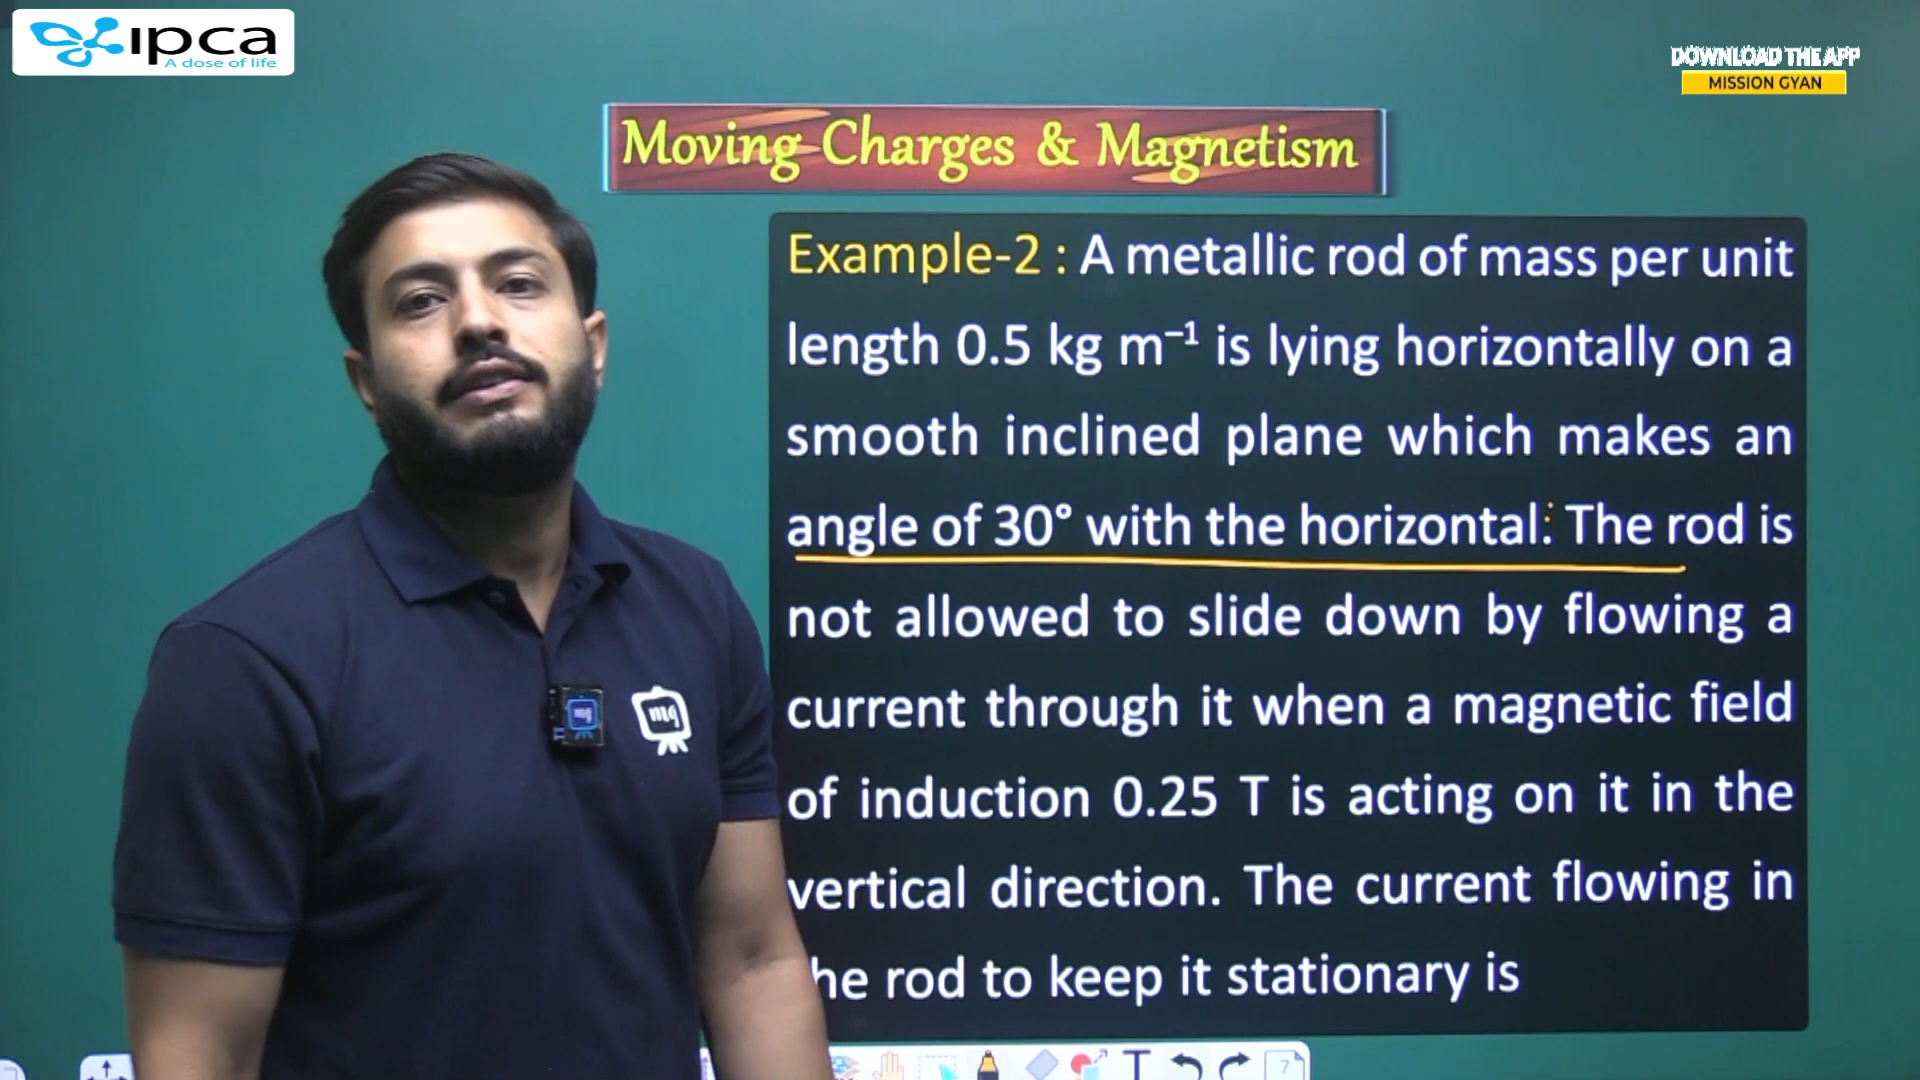 ipca
A dose of life
DOWNLOAD THE APP
MISSION GYAN
Moving Charges & Magnetism
Example-2 : A metallic rod of mass per unit
length 0.5 kg m⁻¹ is lying horizontally on a
smooth inclined plane which makes an
angle of 30° with the horizontal. The rod is
not allowed to slide down by flowing a
current through it when a magnetic field
of induction 0.25 T is acting on it in the
vertical direction. The current flowing in
he rod to keep it stationary is
mg
mg
T
7